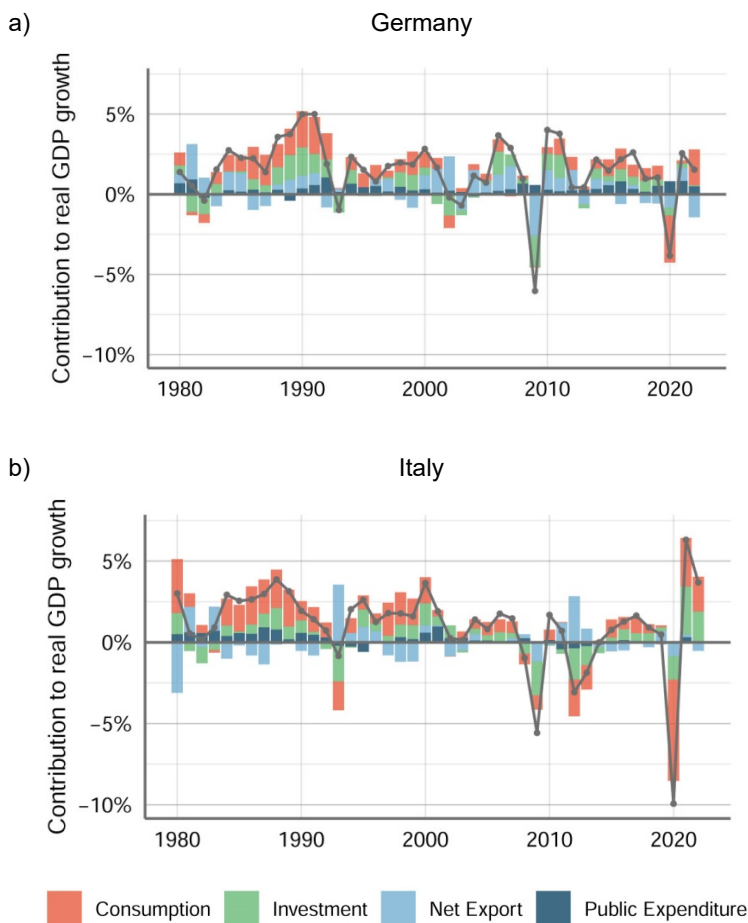 a) Germany
Contribution to real GDP growth
5%
0%
−5%
−10%
1980 1990 2000 2010 2020
b) Italy
Contribution to real GDP growth
5%
0%
−5%
−10%
1980 1990 2000 2010 2020
Consumption Investment Net Export Public Expenditure